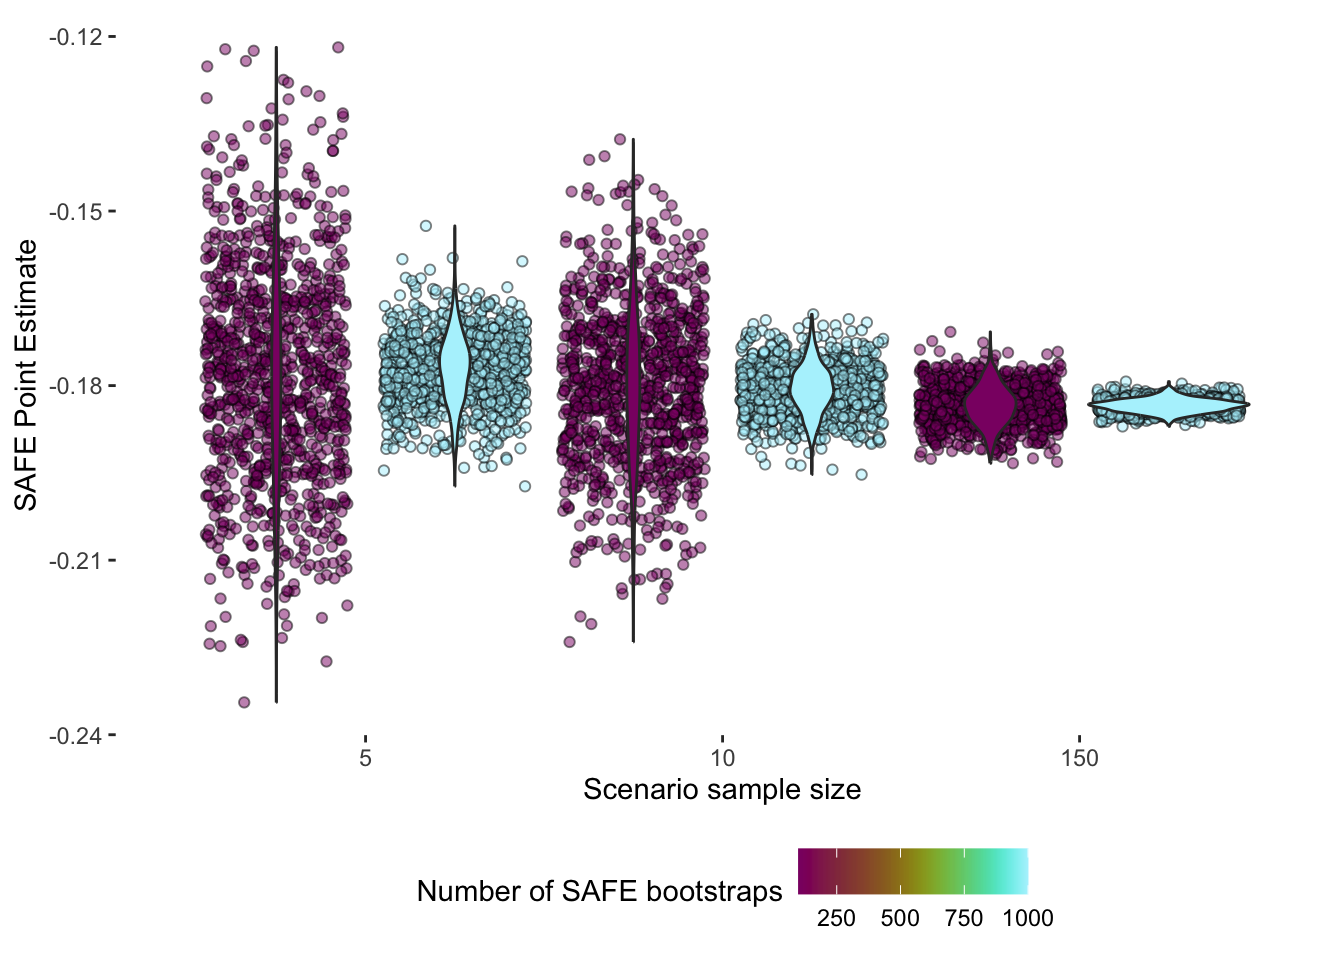 -0.12
-0.15
-0.18
-0.21
-0.24
SAFE Point Estimate
5 10 150
Scenario sample size
Number of SAFE bootstraps
250 500 750 1000